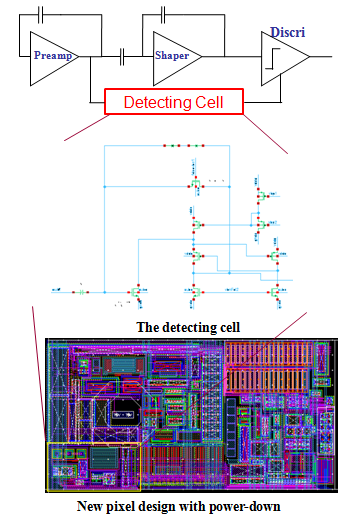 Preamp
Shaper
Discri
Detecting Cell
The detecting cell
New pixel design with power-down